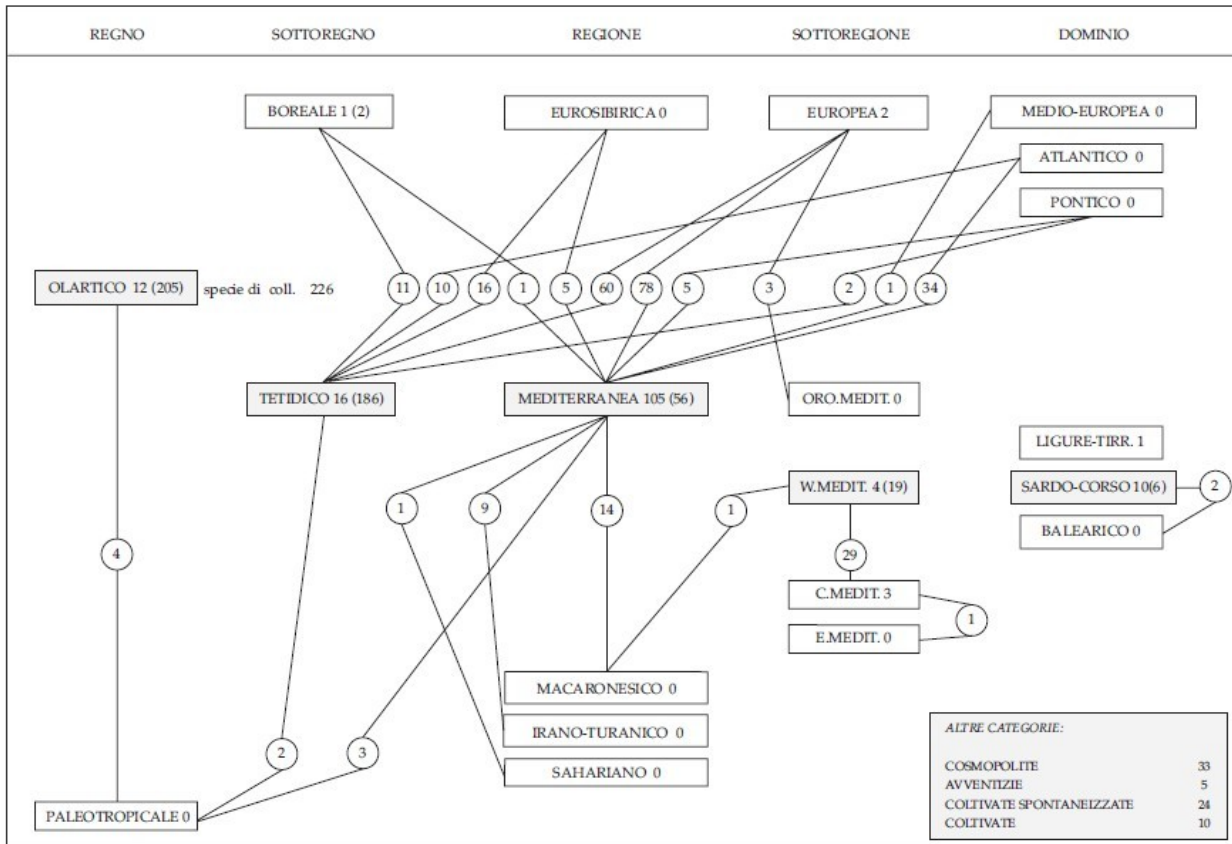 REGNO SOTTOREGNO REGIONE SOTTOREGIONE DOMINIO
BOREALE 1 (2) EUROSIBIRICA 0 EUROPEA 2 MEDIO-EUROPEA 0
ATLANTICO 0
PONTICO 0
OLARTICO 12 (205) specie di coll. 226 11 10 16 1 5 60 78 5 3 2 1 34
TETIDICO 16 (186) MEDITERRANEA 105 (56) ORO.MEDIT. 0
LIGURE-TIRR. 1
W.MEDIT. 4 (19) SARDO-CORSO 10(6) 2
1 9 14 1
BALEARICO 0
4 29
C.MEDIT. 3
1
E.MEDIT. 0
MACARONESICO 0
IRANO-TURANICO 0
2 3
SAHARIANO 0
PALEOTROPICALE 0
ALTRE CATEGORIE:
COSMOPOLITE 33
AVVENTIZIE 5
COLTIVATE SPONTANEIZZATE 24
COLTIVATE 10